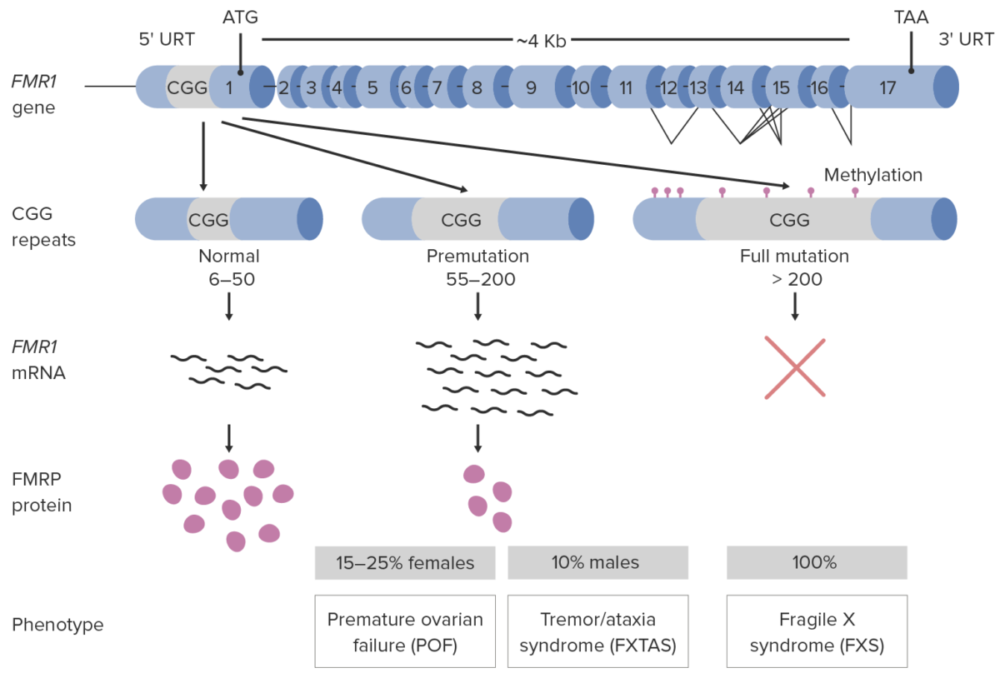 ATG
TAA
5' URT
~4 Kb
3' URT
FMR1
gene
CGG
1
2
3
4
5
6
7
8
9
10
11
12
13
14
15
16
17
Methylation
CGG
repeats
CGG
CGG
CGG
Normal
6–50
Premutation
55–200
Full mutation
> 200
FMR1
mRNA
FMRP
protein
15–25% females
10% males
100%
Phenotype
Premature ovarian
failure (POF)
Tremor/ataxia
syndrome (FXTAS)
Fragile X
syndrome (FXS)